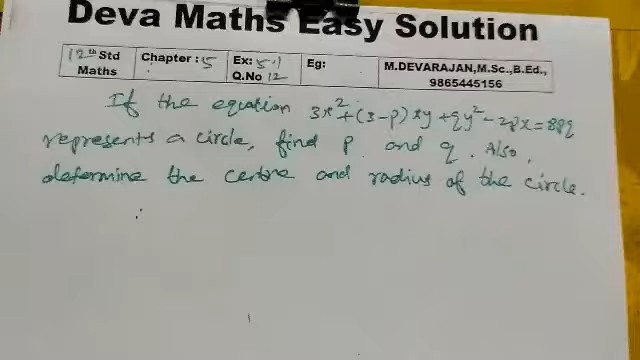 Deva Maths Easy Solution
12th Std Maths
Chapter : 5
Ex: 5.1
Q.No 12
Eg:
M.DEVARAJAN,M.Sc.,B.Ed.,
9865445156
If the equation 3x²+(3-p)xy+qy²-2px=88q
represents a circle, find p and q. Also,
determine the centre and radius of the circle.
∴